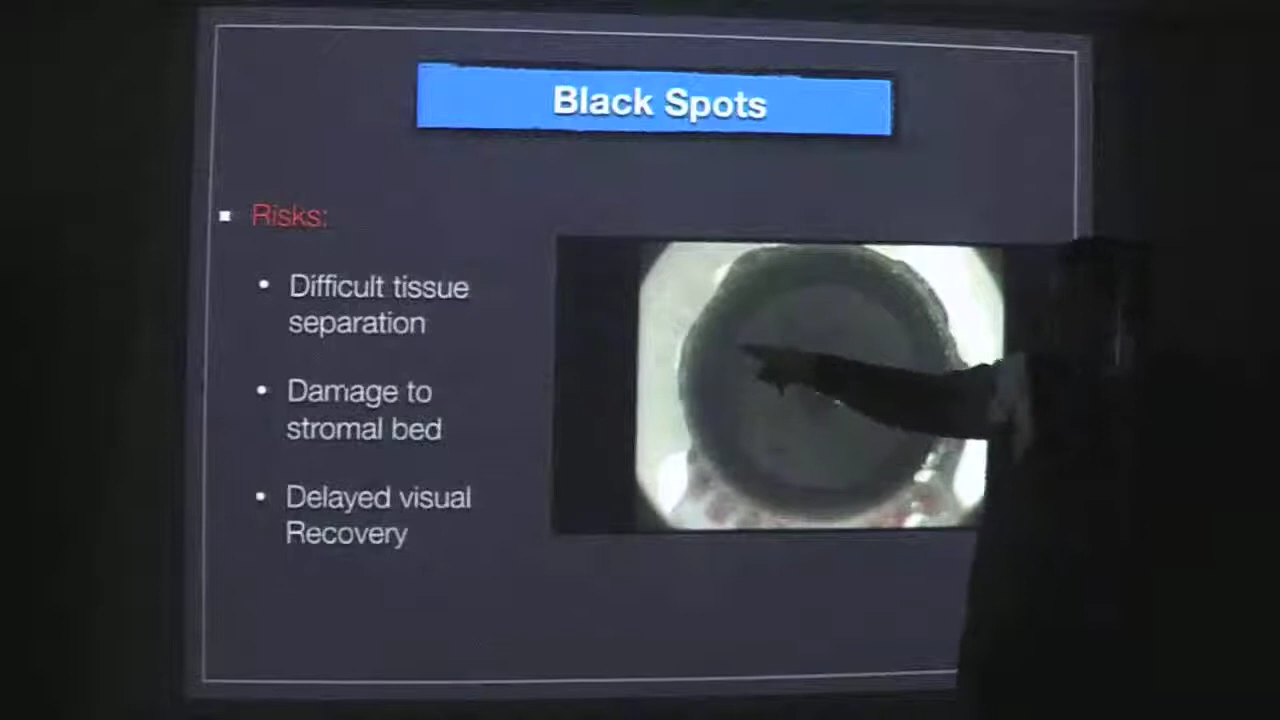 Black Spots
Risks:
Difficult tissue
separation
Damage to
stromal bed
Delayed visual
Recovery